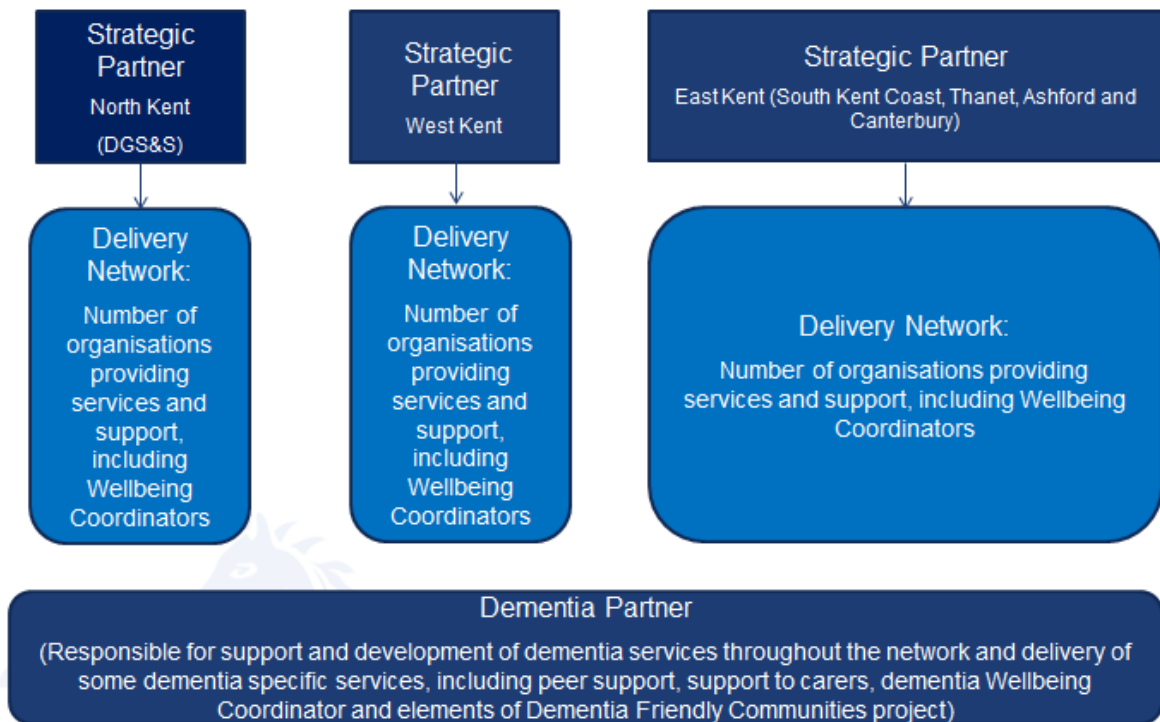 Strategic
Partner
North Kent
(DGS&S)
Strategic
Partner
West Kent
Strategic Partner
East Kent (South Kent Coast, Thanet, Ashford and
Canterbury)
Delivery
Network:
Number of
organisations
providing
services and
support,
including
Wellbeing
Coordinators
Delivery
Network:
Number of
organisations
providing
services and
support,
including
Wellbeing
Coordinators
Delivery Network:
Number of organisations providing
services and support, including Wellbeing
Coordinators
Dementia Partner
(Responsible for support and development of dementia services throughout the network and delivery of
some dementia specific services, including peer support, support to carers, dementia Wellbeing
Coordinator and elements of Dementia Friendly Communities project)